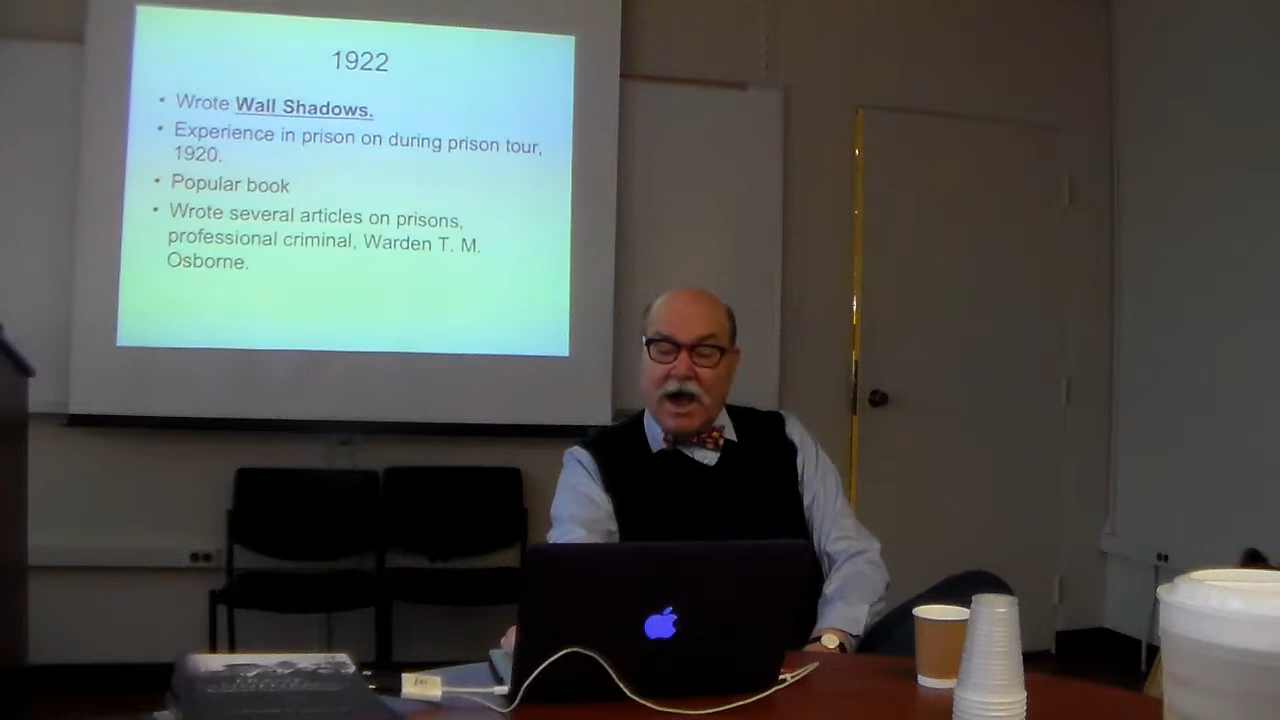 1922
• Wrote Wall Shadows.
• Experience in prison on during prison tour,
1920.
• Popular book
• Wrote several articles on prisons,
professional criminal, Warden T. M.
Osborne.